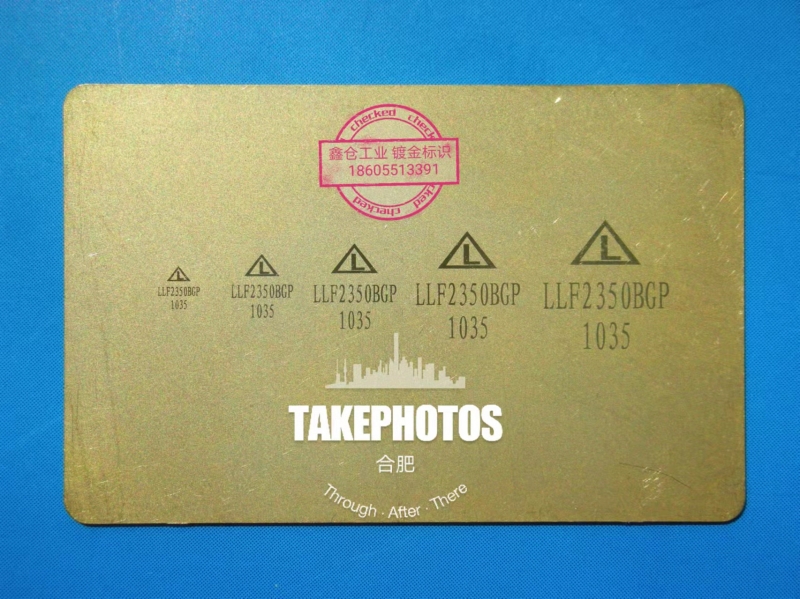 checked checked
鑫仓工业 镀金标识
18605513391
checked
L L L L L
LLF2350BGP LLF2350BGP LLF2350BGP LLF2350BGP LLF2350BGP
1035 1035 1035 1035 1035
TAKEPHOTOS
合肥
Through · After · There